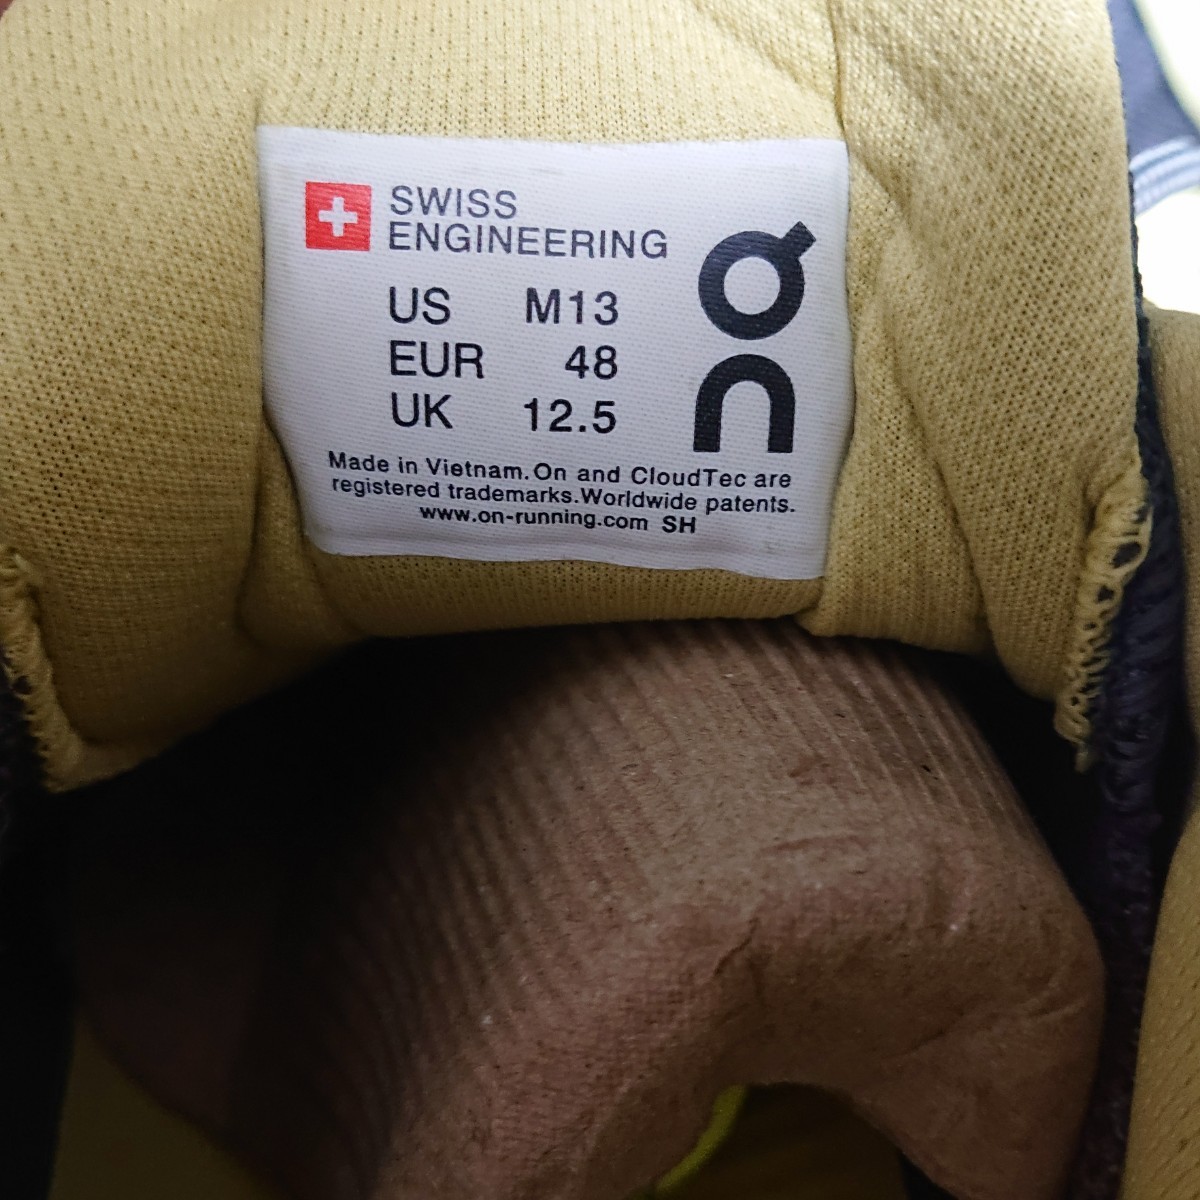 SWISS
ENGINEERING
US M13
EUR 48
UK 12.5
Made in Vietnam. On and CloudTec are
registered trademarks. Worldwide patents.
www.on-running.com SH
On